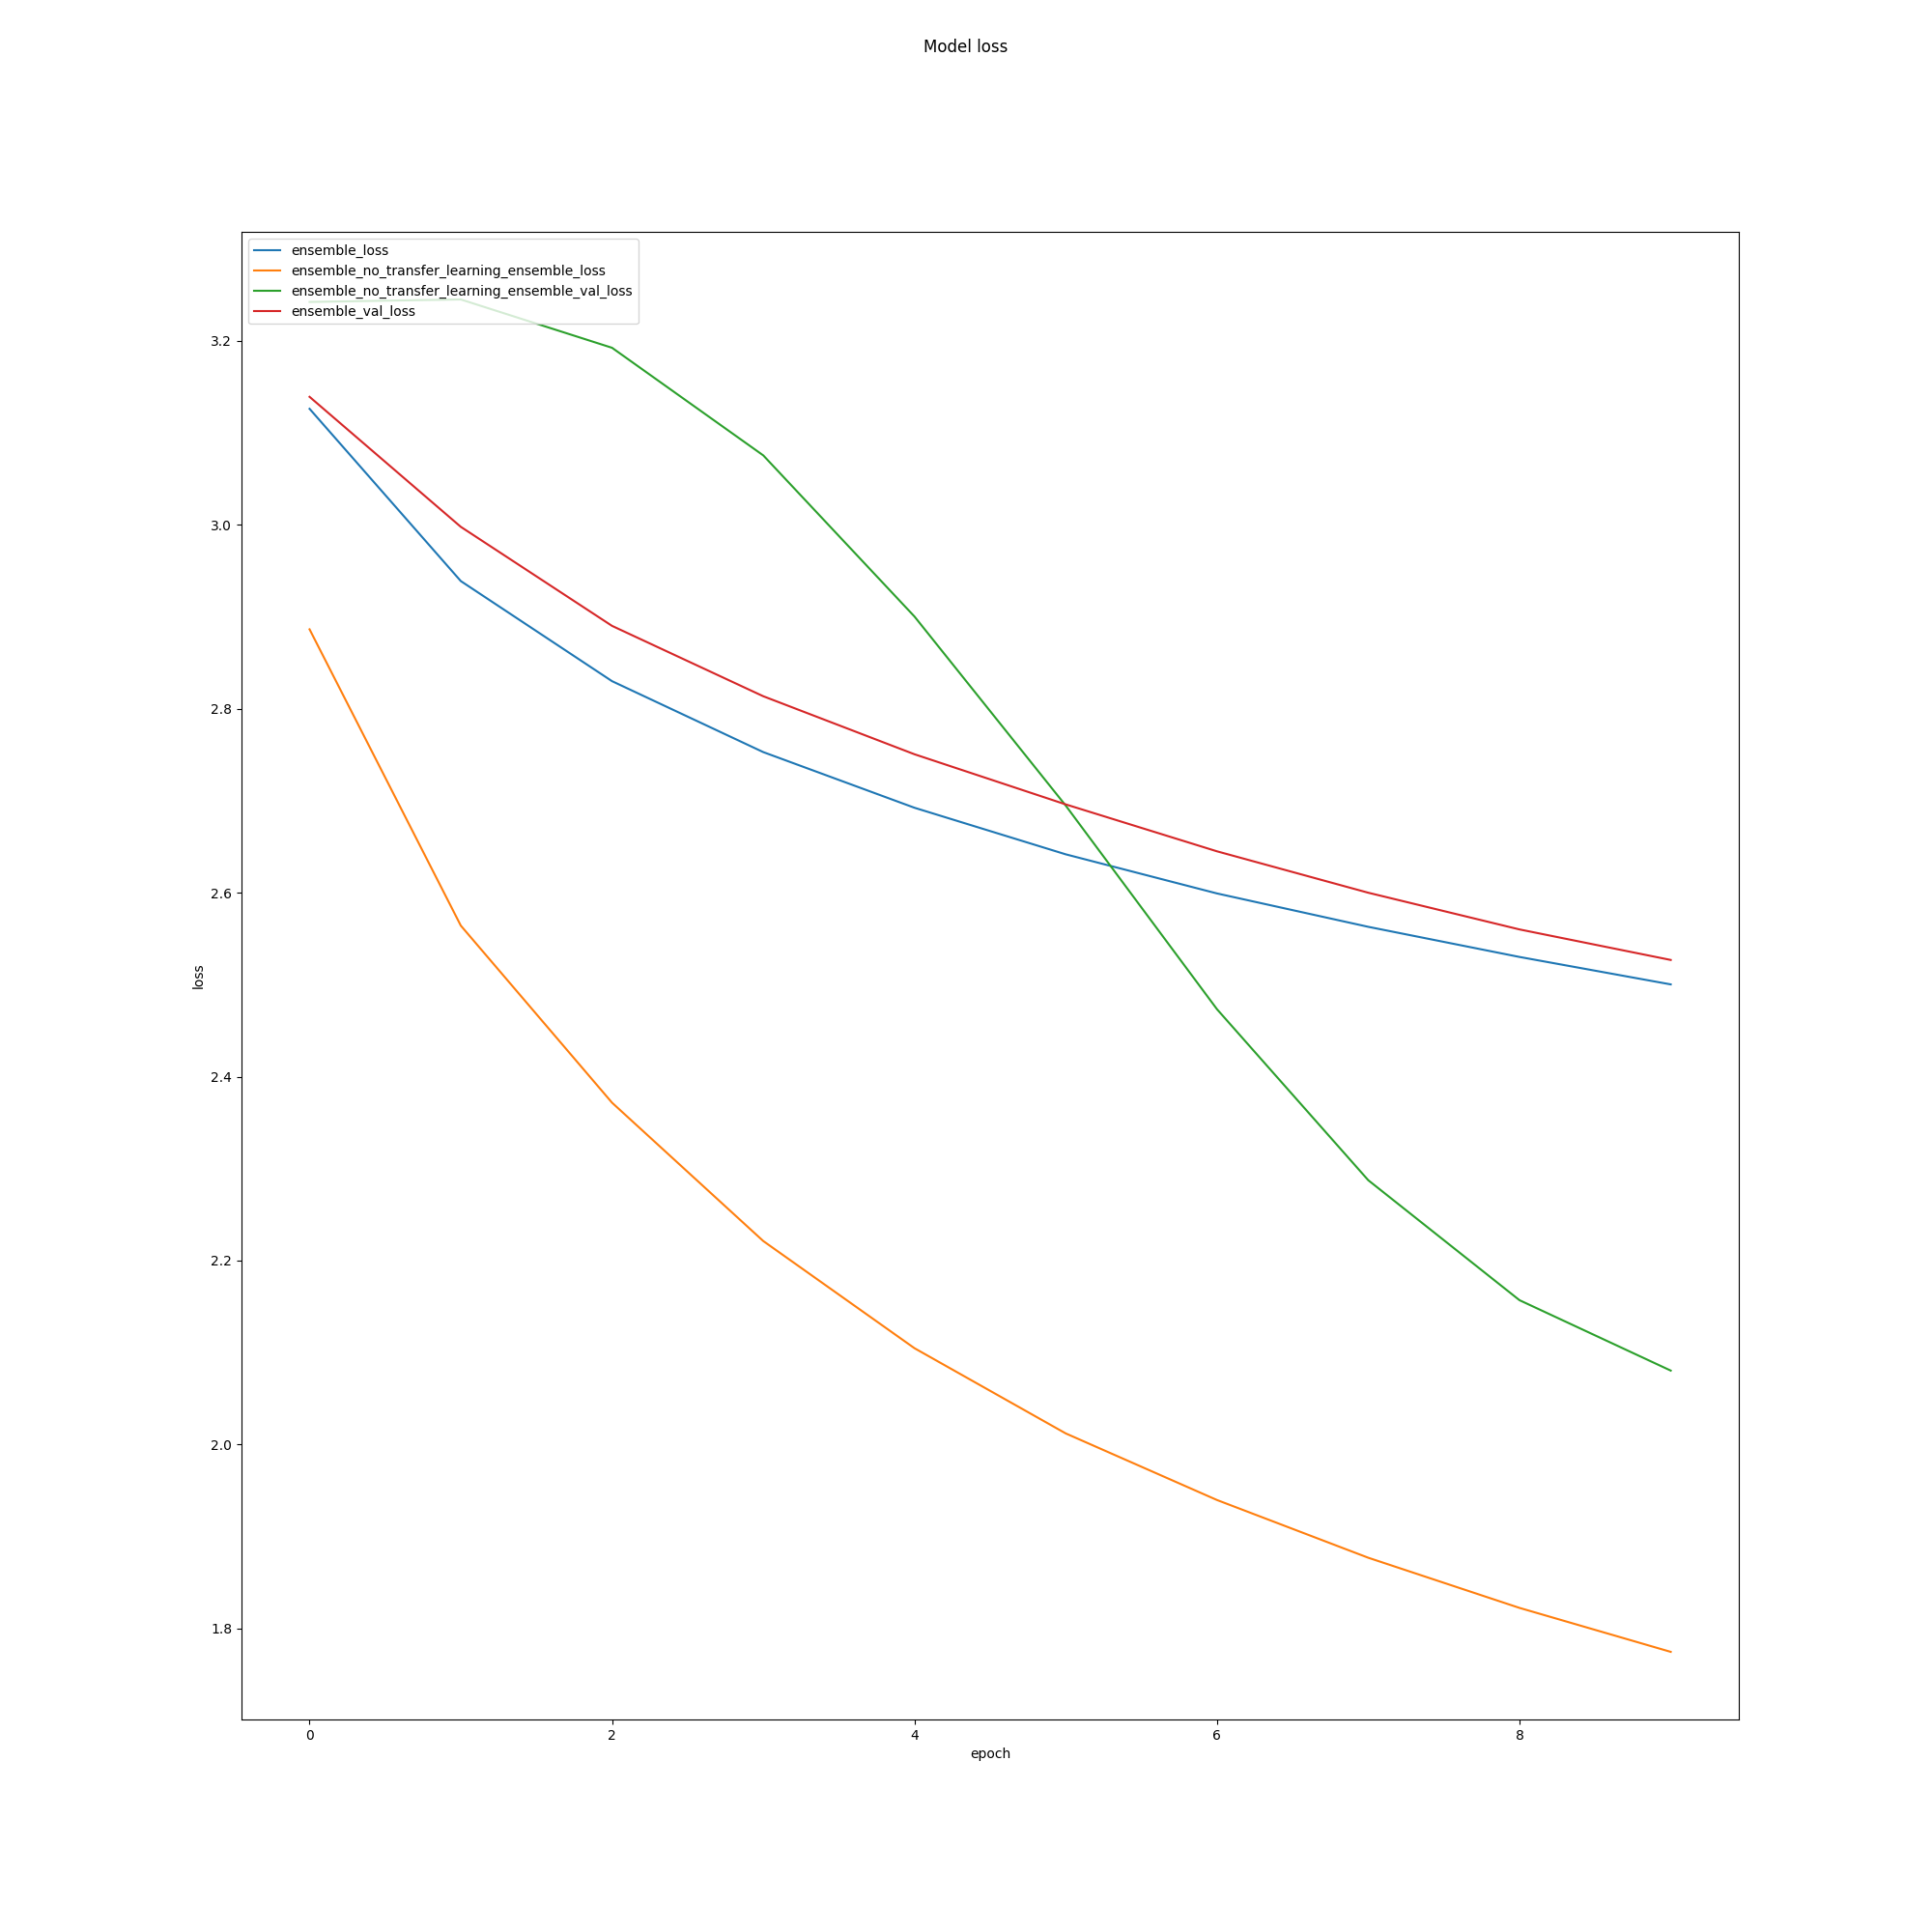 Model loss
ensemble_loss
ensemble_no_transfer_learning_ensemble_loss
ensemble_no_transfer_learning_ensemble_val_loss
ensemble_val_loss
3.2
3.0
2.8
2.6
loss
2.4
2.2
2.0
1.8
0 2 4 6 8
epoch